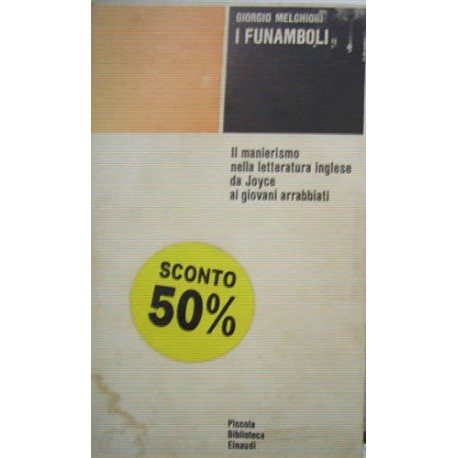 GIORGIO MELCHIORI
I FUNAMBOLI
Il manierismo
nella letteratura inglese
da Joyce
ai giovani arrabbiati
SCONTO
50%
Piccola
Biblioteca
Einaudi